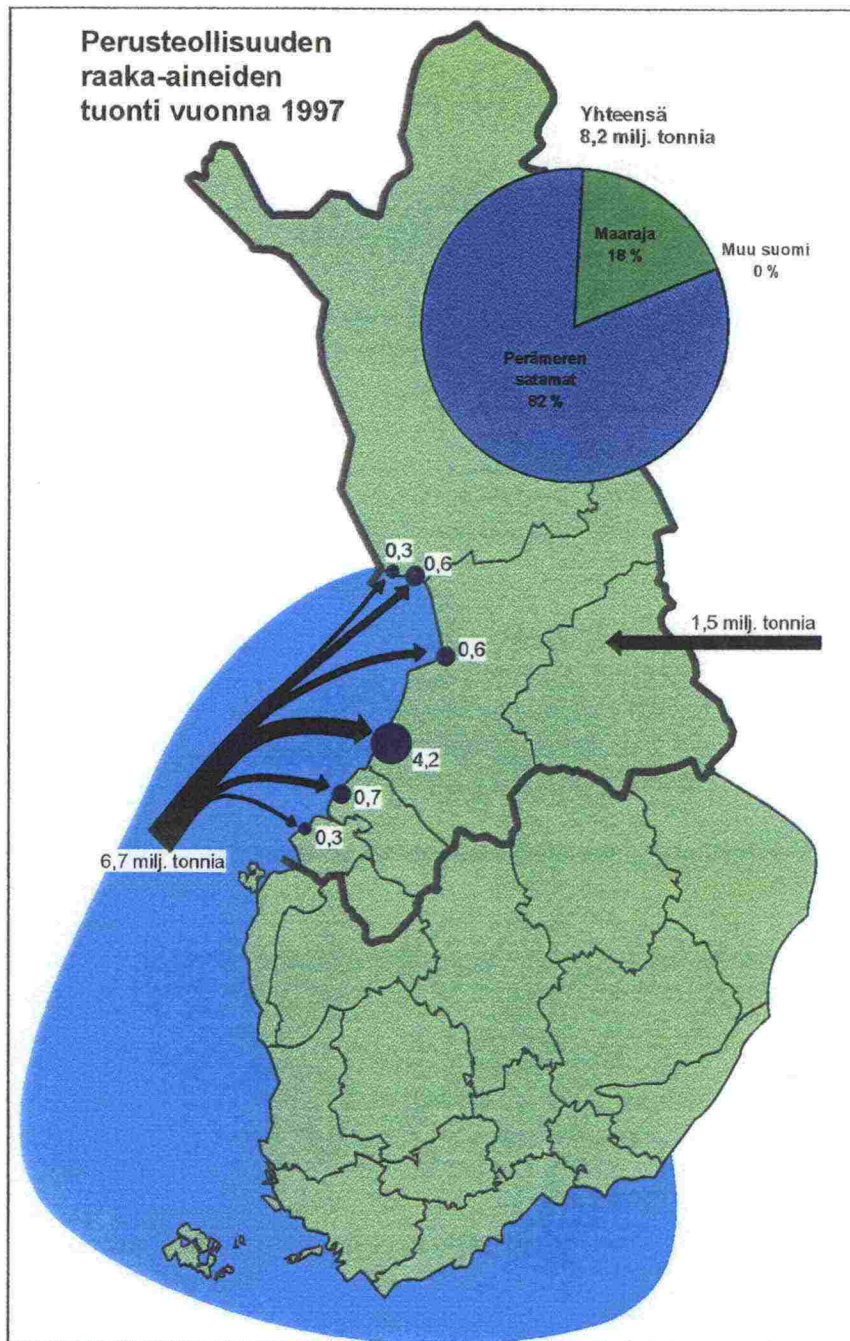 Perusteollisuuden
raaka-aineiden
tuonti vuonna 1997
Yhteensä
8,2 milj. tonnia
Maaraja
18 %
Muu suomi
0 %
Perämeren
satamat
82 %
0,3
0,6
0,6
1,5 milj. tonnia
4,2
0,7
0,3
6,7 milj. tonnia